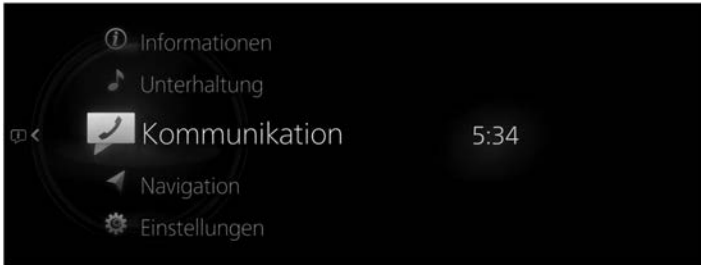 Informationen
Unterhaltung
Kommunikation
5:34
Navigation
Einstellungen